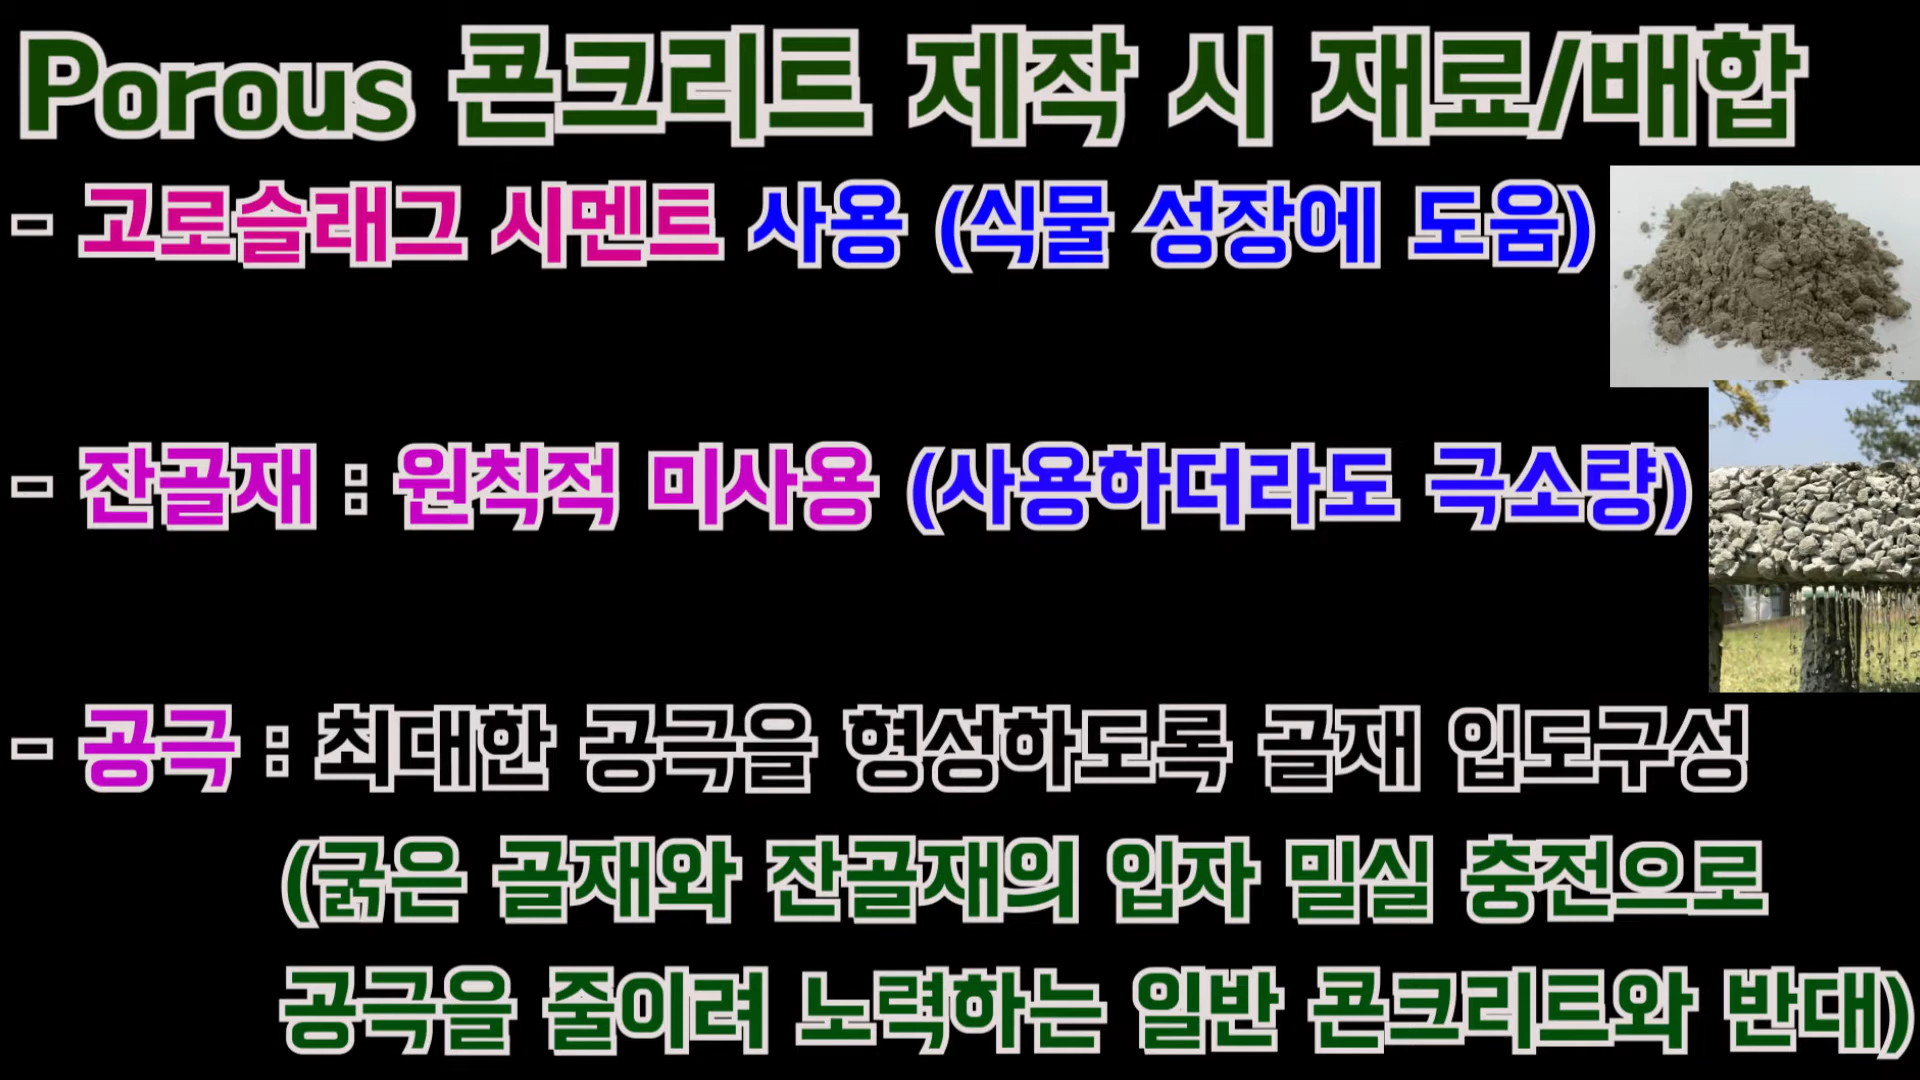 Porous 콘크리트 제작 시 재료/배합
- 고로슬래그 시멘트 사용 (식물 성장에 도움)
- 잔골재 : 원칙적 미사용 (사용하더라도 극소량)
- 공극 : 최대한 공극을 형성하도록 골재 입도구성
(굵은 골재와 잔골재의 입자 밀실 충전으로
공극을 줄이려 노력하는 일반 콘크리트와 반대)